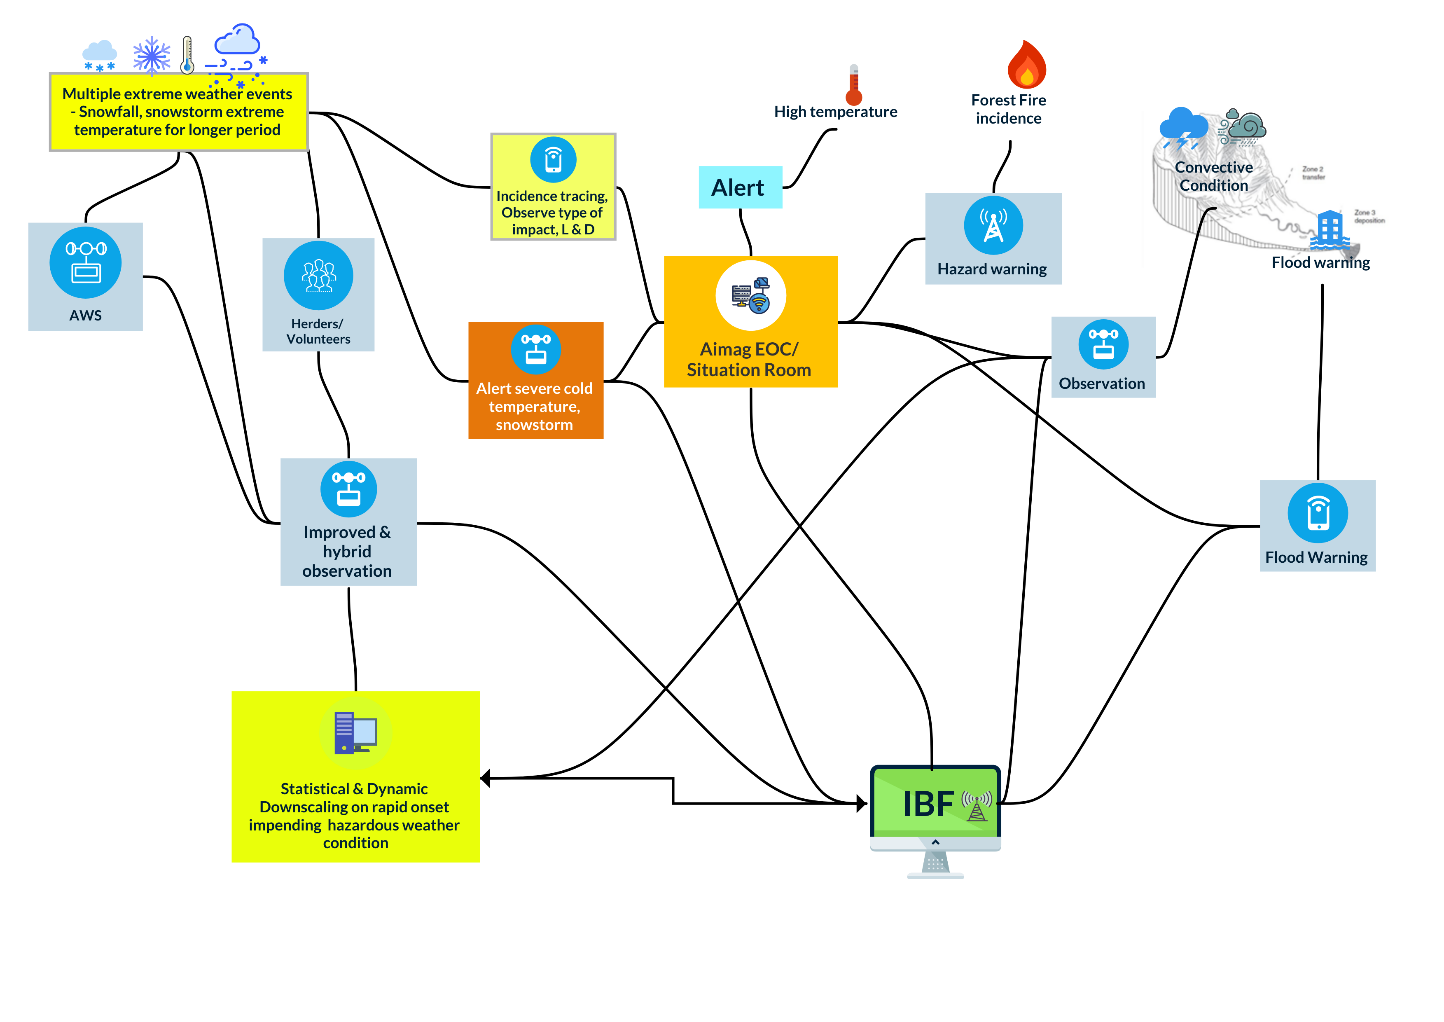 Multiple extreme weather events
- Snowfall, snowstorm extreme
temperature for longer period
High temperature
Forest Fire
incidence
Convective
Condition
Zone 2
transfer
Zone 3
deposition
Flood warning
Incidence tracing,
Observe type of
impact, L & D
Alert
Hazard warning
AWS
Herders/
Volunteers
Alert severe cold
temperature,
snowstorm
Aimag EOC/
Situation Room
Observation
Improved &
hybrid
observation
Flood Warning
Statistical & Dynamic
Downscaling on rapid onset
impending hazardous weather
condition
IBF